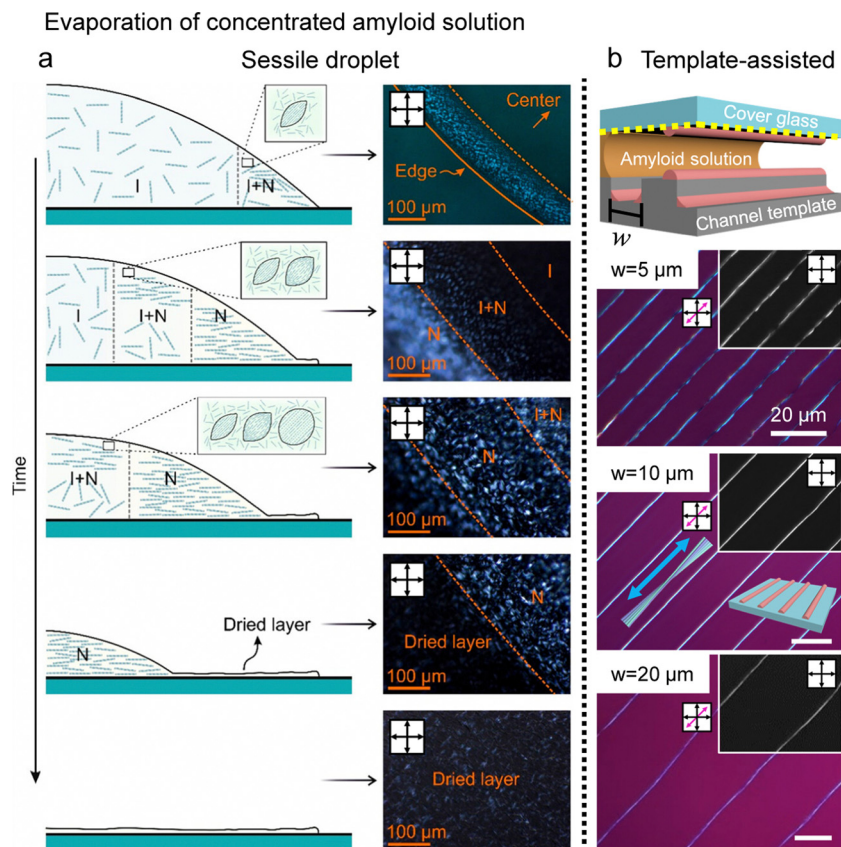 Evaporation of concentrated amyloid solution
a
Sessile droplet
I
I+N
Center
Edge
100 µm
I
I+N
N
I
I+N
N
100 µm
I+N
N
I+N
N
100 µm
Time
N
Dried layer
N
Dried layer
100 µm
Dried layer
100 µm
b
Template-assisted
Cover glass
Amyloid solution
Channel template
w
w=5 µm
20 µm
w=10 µm
w=20 µm